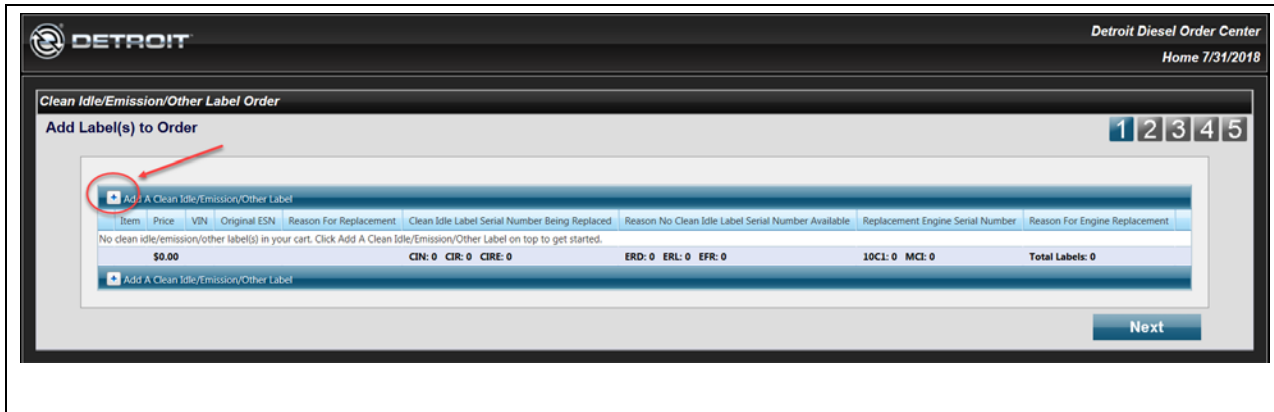 DETROIT
Detroit Diesel Order Center
Home 7/31/2018
Clean Idle/Emission/Other Label Order
Add Label(s) to Order
1 2 3 4 5
Add A Clean Idle/Emission/Other Label
Item Price VIN Original ESN Reason For Replacement Clean Idle Label Serial Number Being Replaced Reason No Clean Idle Label Serial Number Available Replacement Engine Serial Number Reason For Engine Replacement
No clean idle/emission/other label(s) in your cart. Click Add A Clean Idle/Emission/Other Label on top to get started.
$0.00 CIN: 0 CIR: 0 CIRE: 0 ERD: 0 ERL: 0 EFR: 0 10C1: 0 MCI: 0 Total Labels: 0
Add A Clean Idle/Emission/Other Label
Next